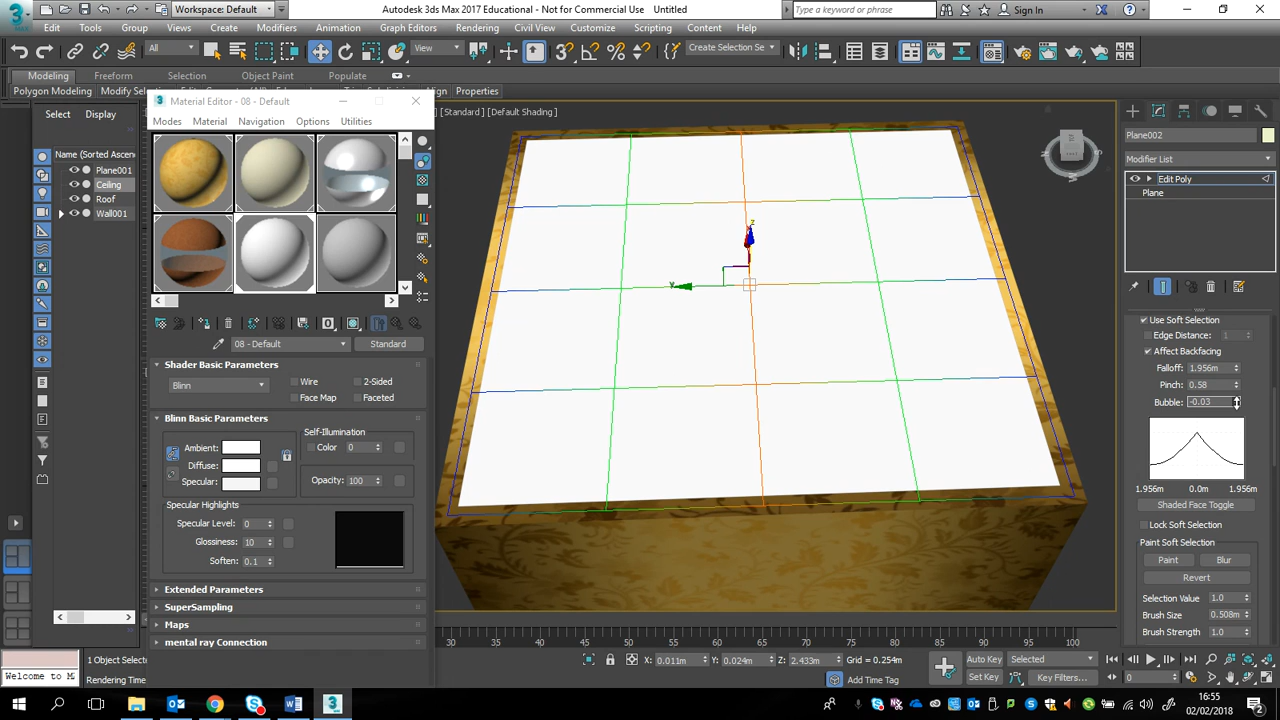 Workspace: Default
Autodesk 3ds Max 2017 Educational - Not for Commercial Use Untitled
Type a keyword or phrase
Sign In
MAX
Edit Tools Group Views Create Modifiers Animation Graph Editors Rendering Civil View Customize Scripting Content Help
All
View
Create Selection Se
Modeling Freeform Selection Object Paint Populate
Polygon Modeling Modify Sel
Align
Properties
Select Display
Name (Sorted Ascen
Plane001
Ceiling
Roof
Wall001
Material Editor - 08 - Default
Modes Material Navigation Options Utilities
08 - Default
Standard
Shader Basic Parameters
Blinn
Wire
2-Sided
Face Map
Faceted
Blinn Basic Parameters
Ambient:
Diffuse:
Specular:
Self-Illumination
Color 0
Opacity: 100
Specular Highlights
Specular Level: 0
Glossiness: 10
Soften: 0.1
Extended Parameters
SuperSampling
Maps
mental ray Connection
[Standard] [Default Shading]
z
y
Plane002
Modifier List
Edit Poly
Plane
Use Soft Selection
Edge Distance: 1
Affect Backfacing
Falloff: 1.956m
Pinch: 0.58
Bubble: -0.03
1.956m 0.0m 1.956m
Shaded Face Toggle
Lock Soft Selection
Paint Soft Selection
Paint Blur
Revert
Selection Value 1.0
Brush Size 0.508m
Brush Strength 1.0
30 35 40 45 50 55 60 65 70 75 80 85 90 95 100
Welcome to M
1 Object Selec
Rendering Time
X: 0.011m Y: 0.024m Z: 2.433m Grid = 0.254m
Add Time Tag
Auto Key
Selected
Set Key
Key Filters...
0
16:55
02/02/2018